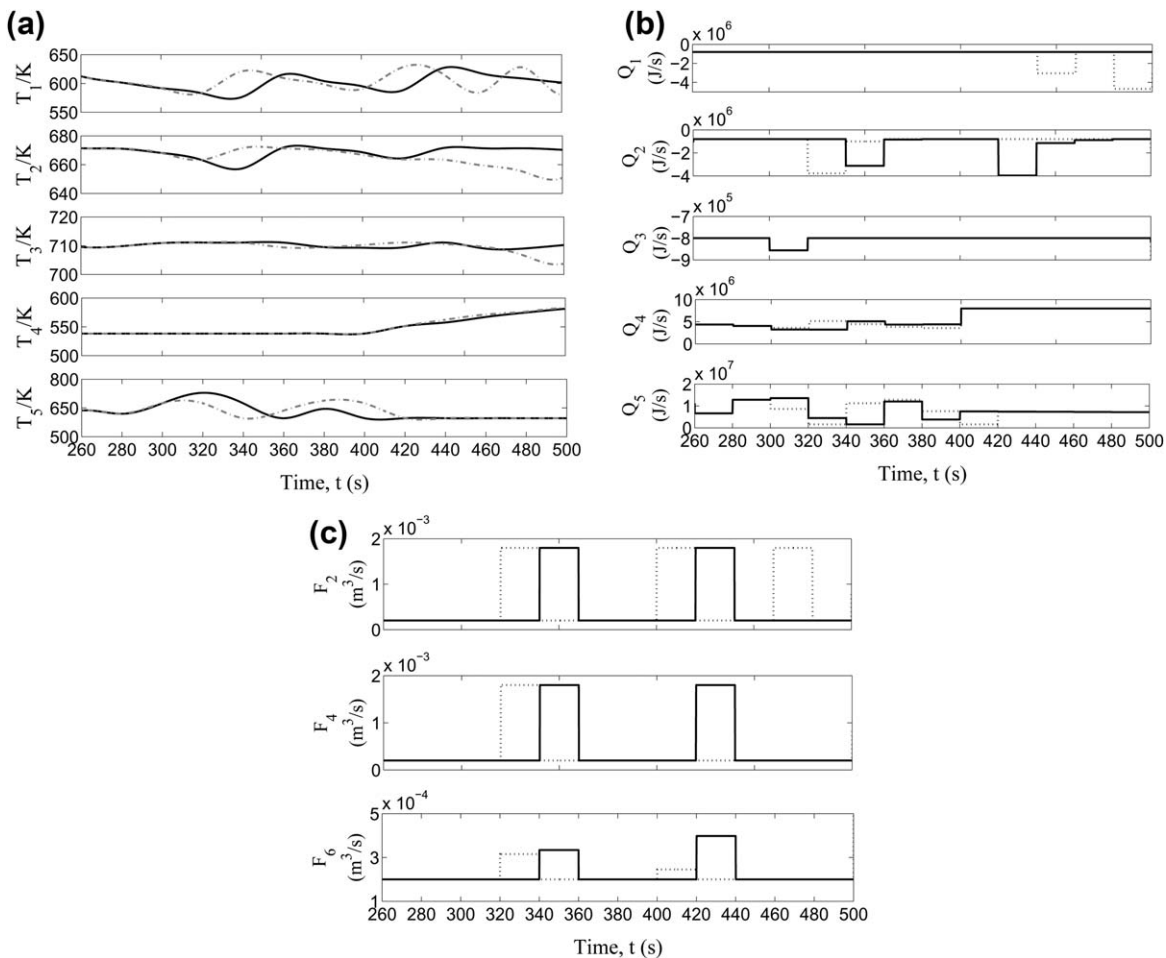 (a)
650
600
550
T1/K
680
660
640
T2/K
720
710
700
T3/K
600
550
500
T4/K
800
650
500
T5/K
260 280 300 320 340 360 380 400 420 440 460 480 500
Time, t (s)
(b)
x 10^6
0
−2
−4
Q1
(J/s)
x 10^6
0
−2
−4
Q2
(J/s)
x 10^5
−7
−8
−9
Q3
(J/s)
x 10^6
10
5
0
Q4
(J/s)
x 10^7
2
1
0
Q5
(J/s)
260 280 300 320 340 360 380 400 420 440 460 480 500
Time, t (s)
(c)
x 10^−3
2
1
0
F2
(m^3/s)
x 10^−3
2
1
0
F4
(m^3/s)
x 10^−4
5
3
1
F6
(m^3/s)
260 280 300 320 340 360 380 400 420 440 460 480 500
Time, t (s)